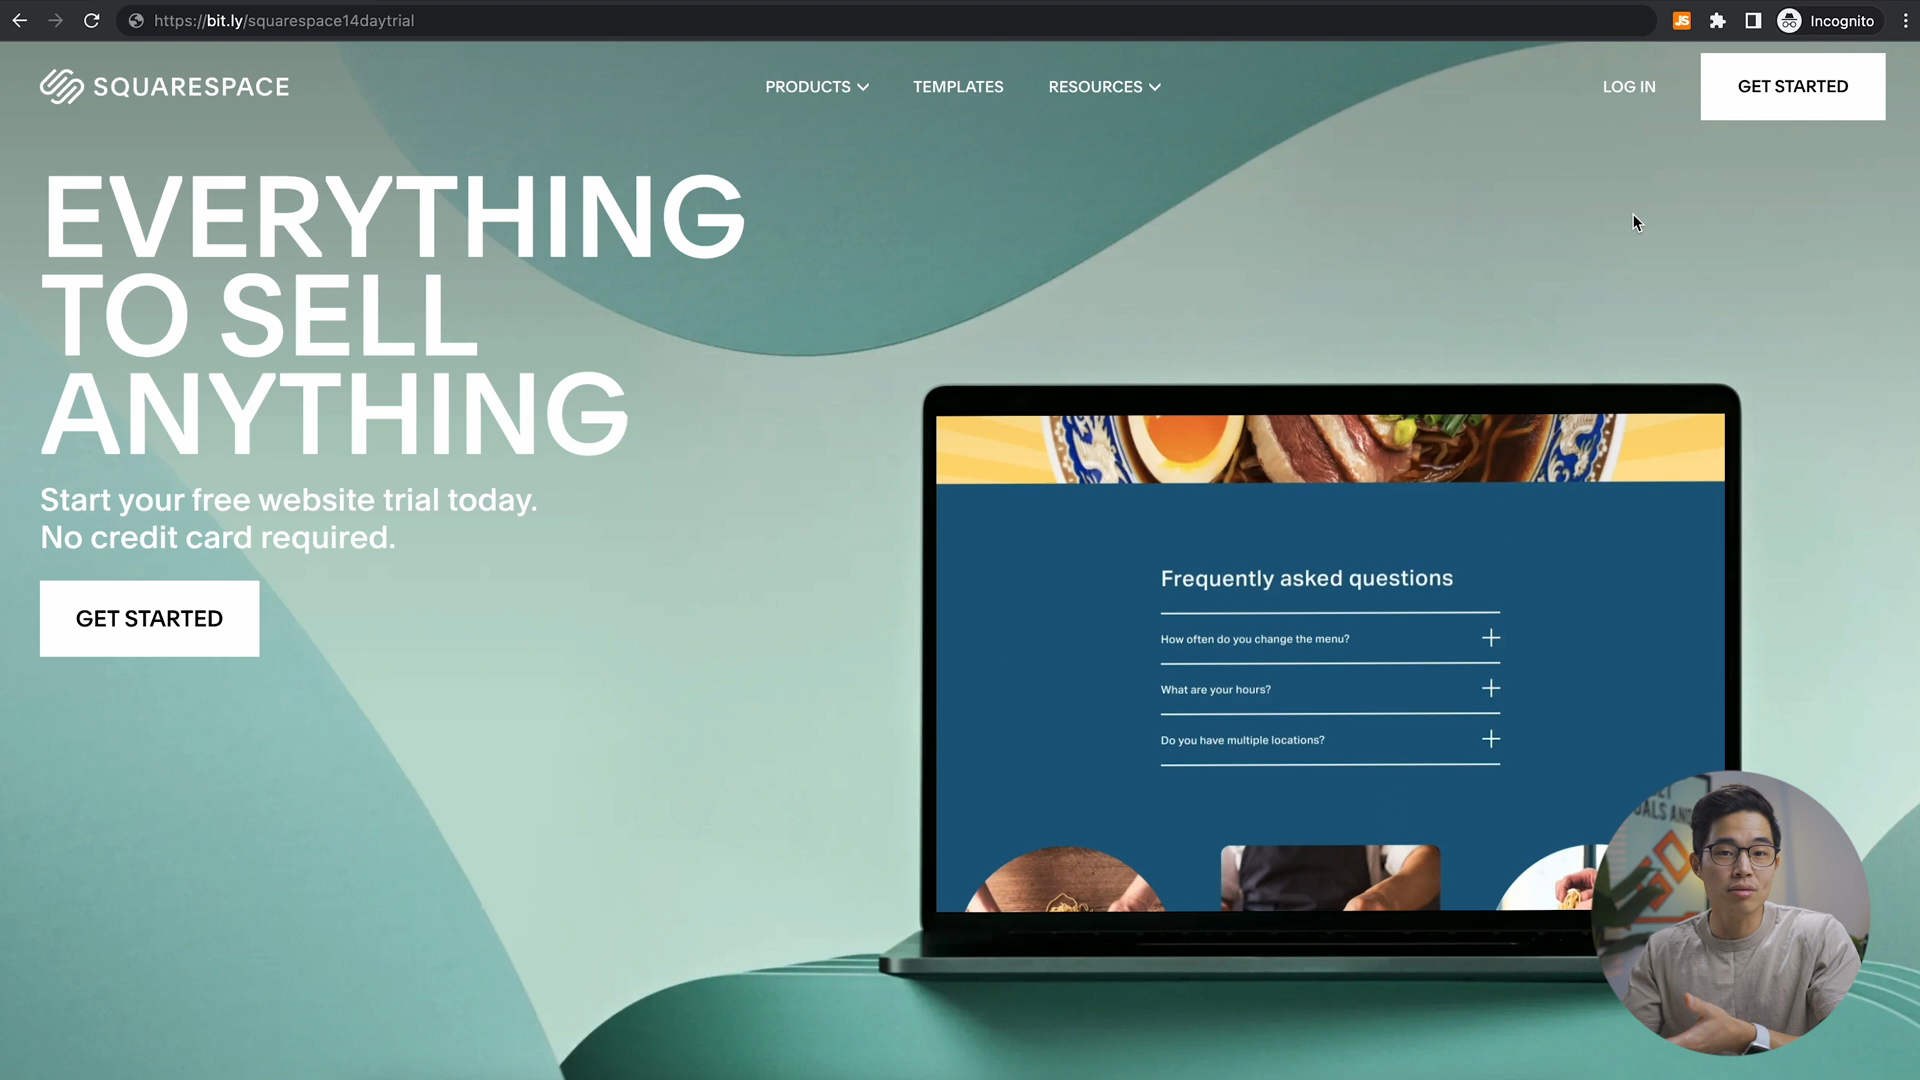 https://bit.ly/squarespace14daytrial
JS
Incognito
SQUARESPACE
PRODUCTS
TEMPLATES
RESOURCES
LOG IN
GET STARTED
EVERYTHING
TO SELL
ANYTHING
Start your free website trial today.
No credit card required.
GET STARTED
Frequently asked questions
How often do you change the menu?
What are your hours?
Do you have multiple locations?